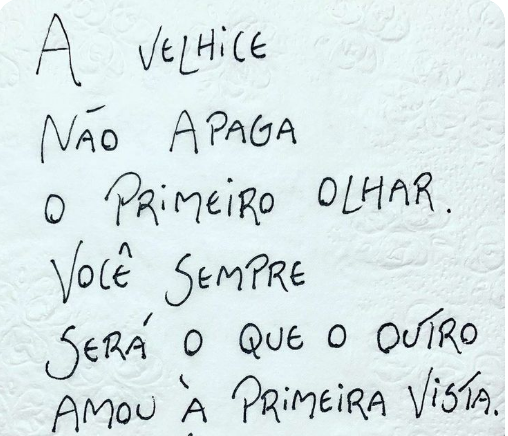 A VELHICE
NÃO APAGA
O PRIMEIRO OLHAR.
VOCÊ SEMPRE
SERÁ O QUE O OUTRO
AMOU À PRIMEIRA VISTA.